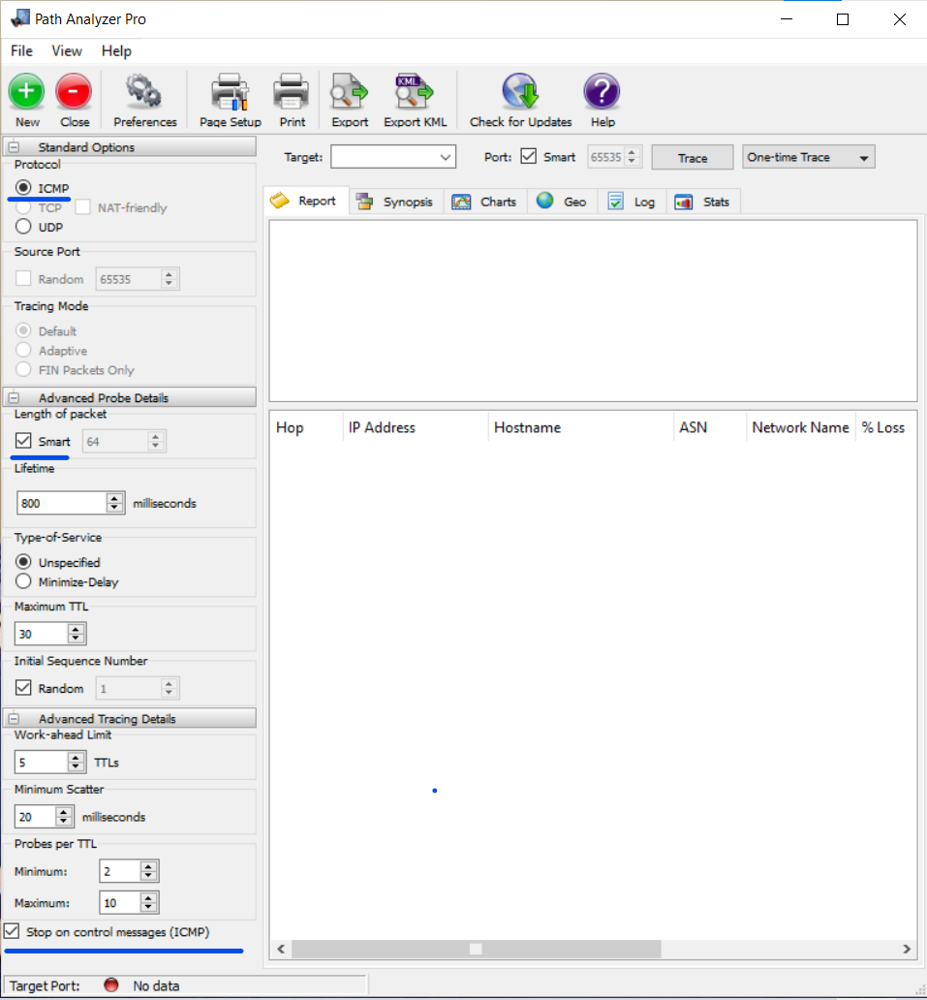 Path Analyzer Pro
File View Help
New Close Preferences Page Setup Print Export KML Export KML Check for Updates Help
Standard Options
Protocol
ICMP
TCP NAT-friendly
UDP
Source Port
Random 65535
Tracing Mode
Default
Adaptive
FIN Packets Only
Advanced Probe Details
Length of packet
Smart 64
Lifetime
800 milliseconds
Type-of-Service
Unspecified
Minimize-Delay
Maximum TTL
30
Initial Sequence Number
Random 1
Advanced Tracing Details
Work-ahead Limit
5 TTLs
Minimum Scatter
20 milliseconds
Probes per TTL
Minimum: 2
Maximum: 10
Stop on control messages (ICMP)
Target: Port: Smart 65535 Trace One-time Trace
Report Synopsis Charts Geo Log Stats
Hop IP Address Hostname ASN Network Name % Loss
Target Port: No data